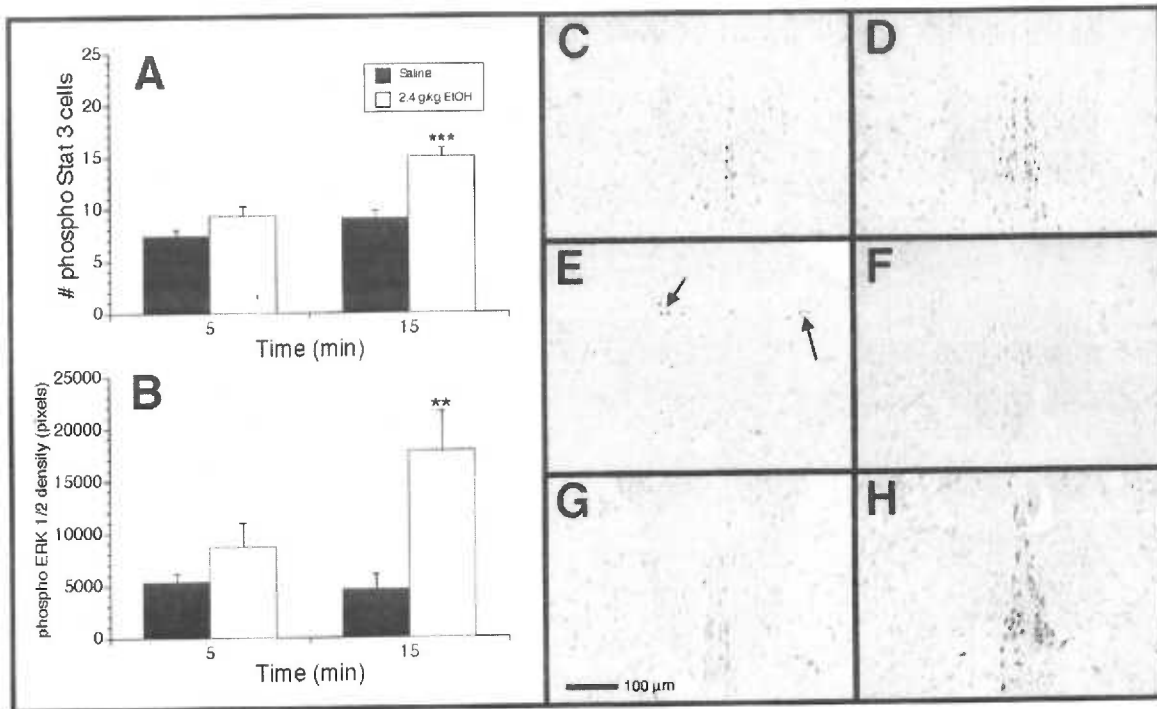 A
# phospho Stat 3 cells
25
20
15
10
5
0
Saline
2.4 g/kg EtOH
***
5
15
Time (min)
B
phospho ERK 1/2 density (pixels)
25000
20000
15000
10000
5000
0
**
5
15
Time (min)
C
D
E
F
G
100 µm
H